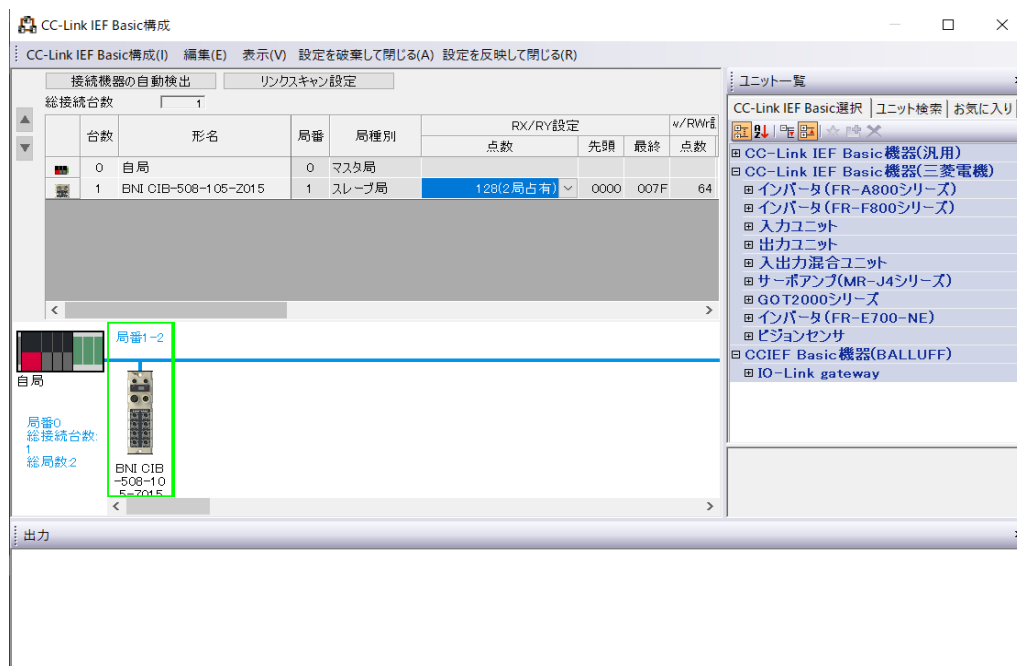 CC-Link IEF Basic構成
CC-Link IEF Basic構成(I) 編集(E) 表示(V) 設定を破棄して閉じる(A) 設定を反映して閉じる(R)
接続機器の自動検出 リンクスキャン設定
総接続台数 1
台数 形名 局番 局種別 RX/RY設定
点数 先頭 最終 点数
0 自局 0 マスタ局
1 BNI CIB-508-105-Z015 1 スレーブ局 128(2局占有) 0000 007F 64
局番1-2
自局
局番0
総接続台数:
1
総局数:2
BNI CIB
-508-10
5-Z015
ユニット一覧
CC-Link IEF Basic選択 ユニット検索 お気に入り
CC-Link IEF Basic機器(汎用)
CC-Link IEF Basic機器(三菱電機)
インバータ(FR-A800シリーズ)
インバータ(FR-F800シリーズ)
入力ユニット
出力ユニット
入出力混合ユニット
サーボアンプ(MR-J4シリーズ)
GOT2000シリーズ
インバータ(FR-E700-NE)
ビジョンセンサ
CCIEF Basic機器(BALLUFF)
IO-Link gateway
出力